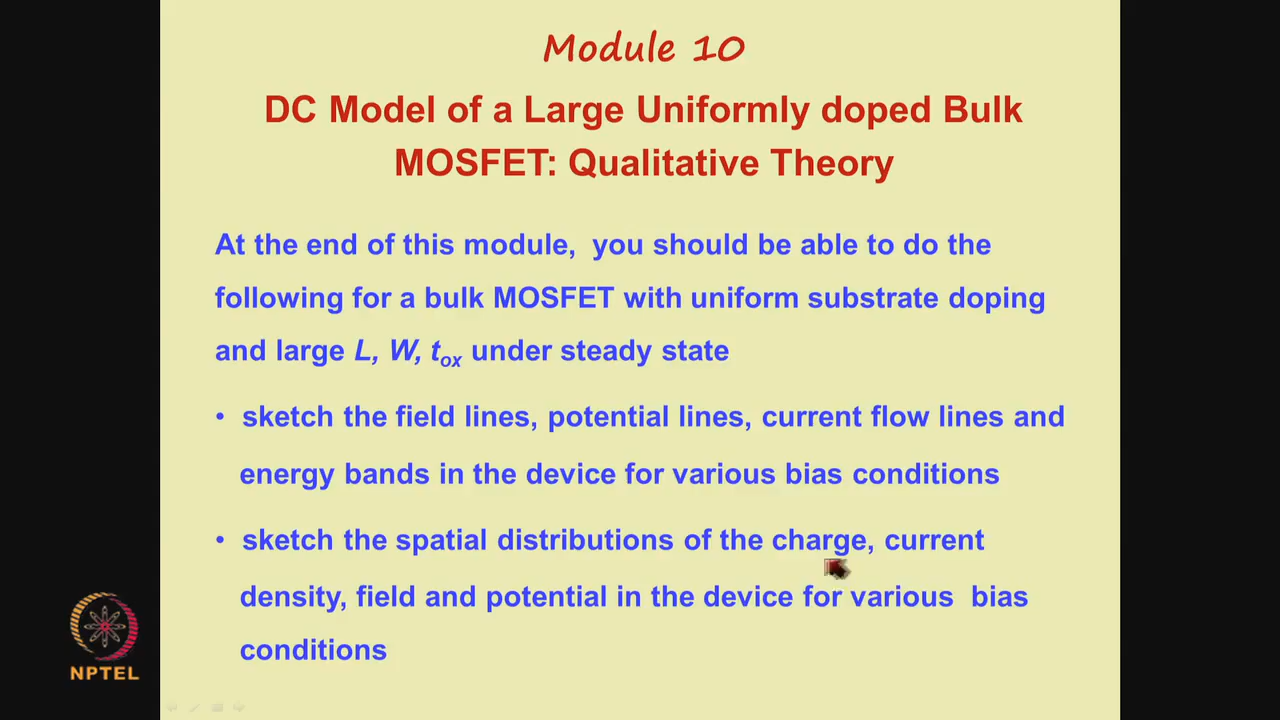 Module 10
DC Model of a Large Uniformly doped Bulk
MOSFET: Qualitative Theory
At the end of this module, you should be able to do the
following for a bulk MOSFET with uniform substrate doping
and large L, W, tox under steady state
• sketch the field lines, potential lines, current flow lines and
energy bands in the device for various bias conditions
• sketch the spatial distributions of the charge, current
density, field and potential in the device for various bias
conditions
NPTEL